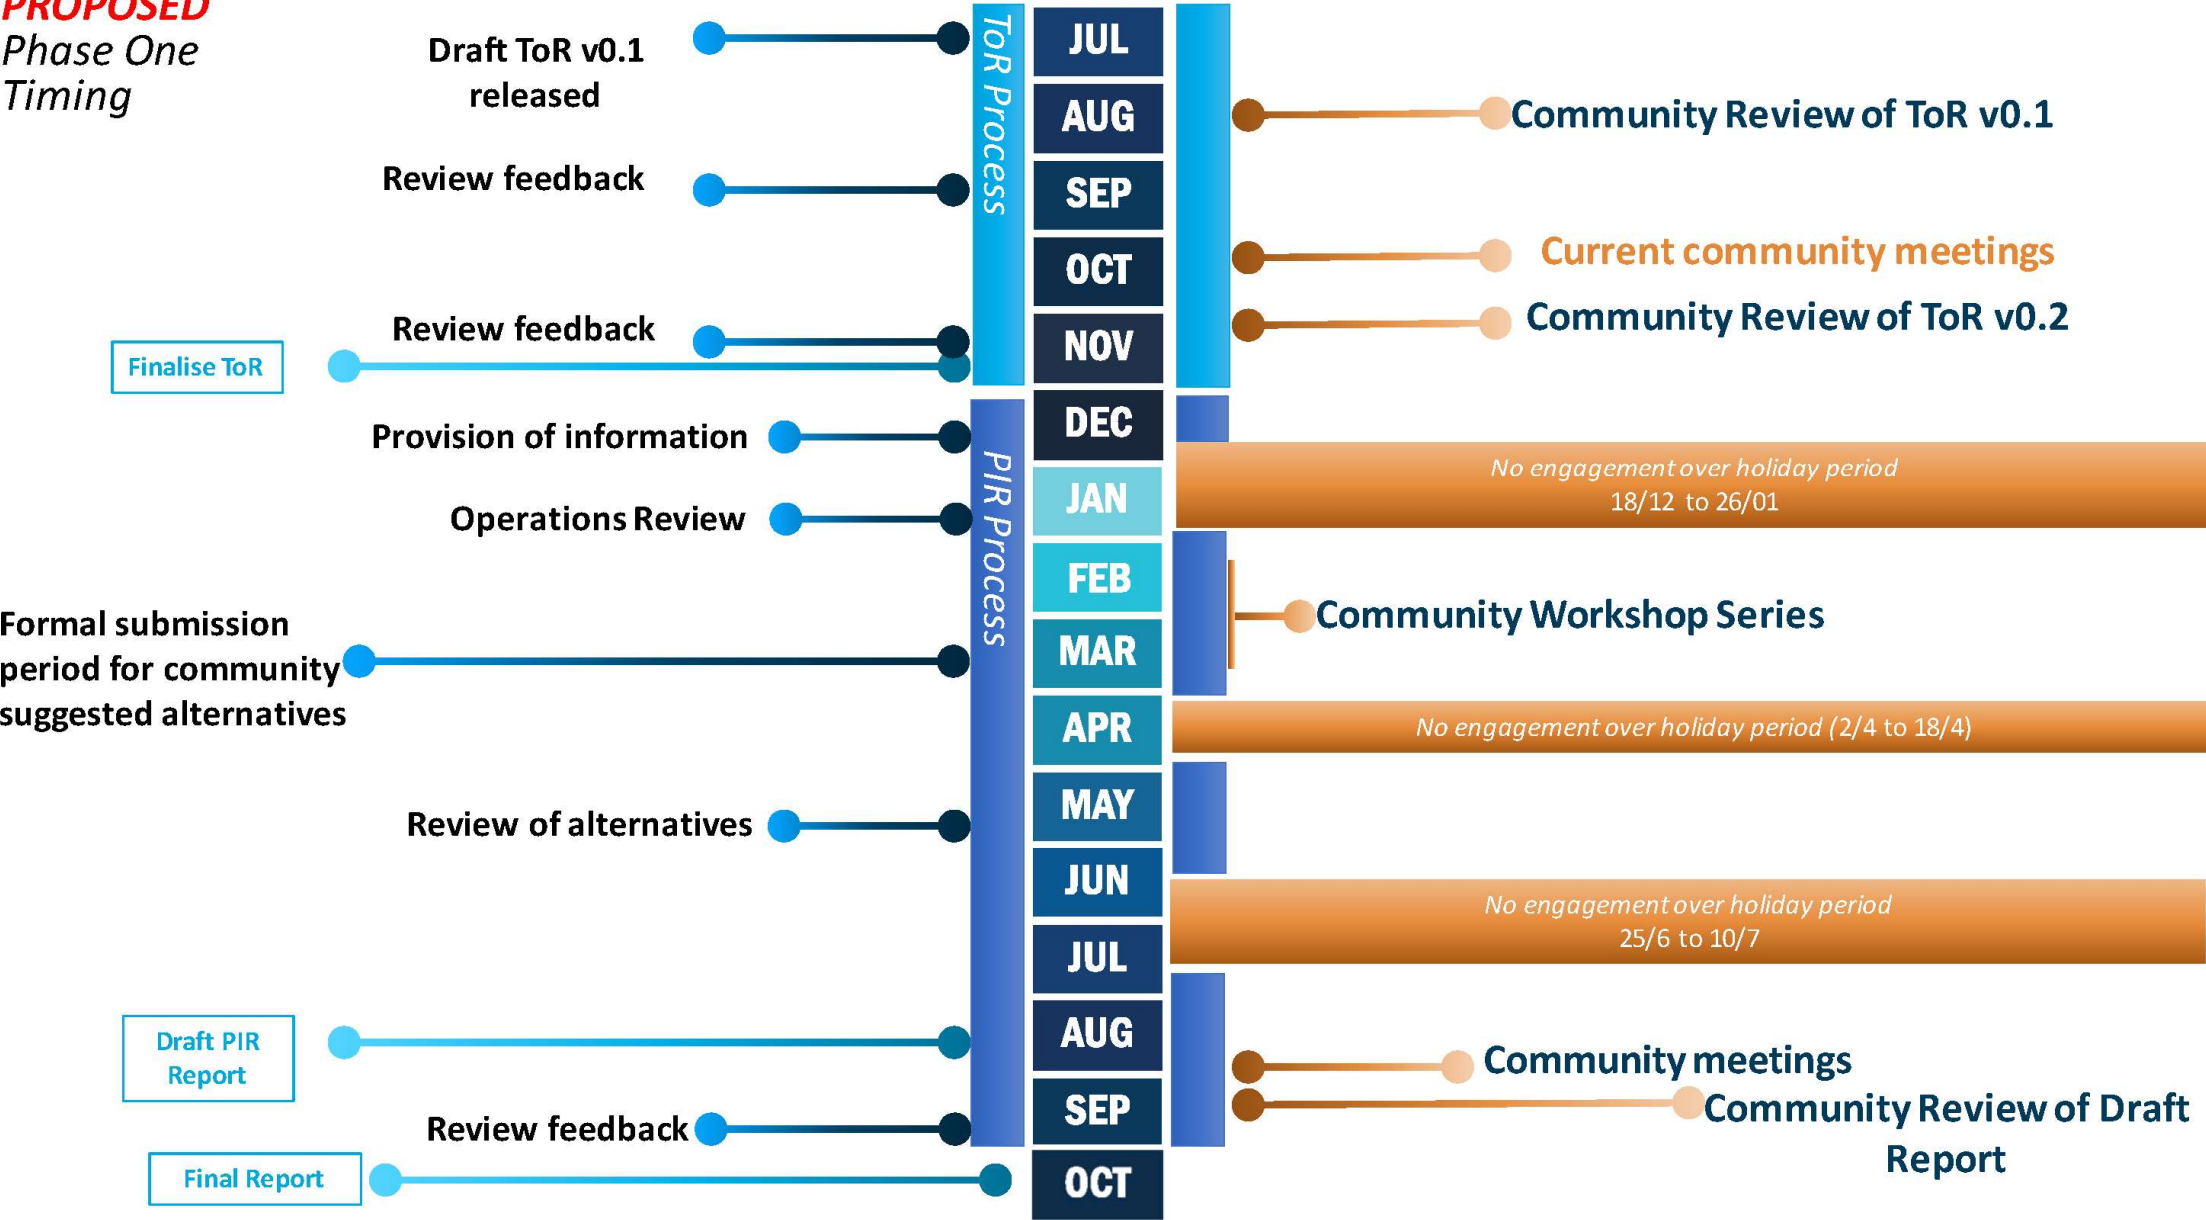 PROPOSED
Phase One
Timing
Draft ToR v0.1
released
Review feedback
Review feedback
Finalise ToR
Provision of information
Operations Review
Formal submission
period for community
suggested alternatives
Review of alternatives
Draft PIR
Report
Review feedback
Final Report
ToR Process
PIR Process
JUL
AUG
SEP
OCT
NOV
DEC
JAN
FEB
MAR
APR
MAY
JUN
JUL
AUG
SEP
OCT
Community Review of ToR v0.1
Current community meetings
Community Review of ToR v0.2
No engagement over holiday period
18/12 to 26/01
Community Workshop Series
No engagement over holiday period (2/4 to 18/4)
No engagement over holiday period
25/6 to 10/7
Community meetings
Community Review of Draft
Report